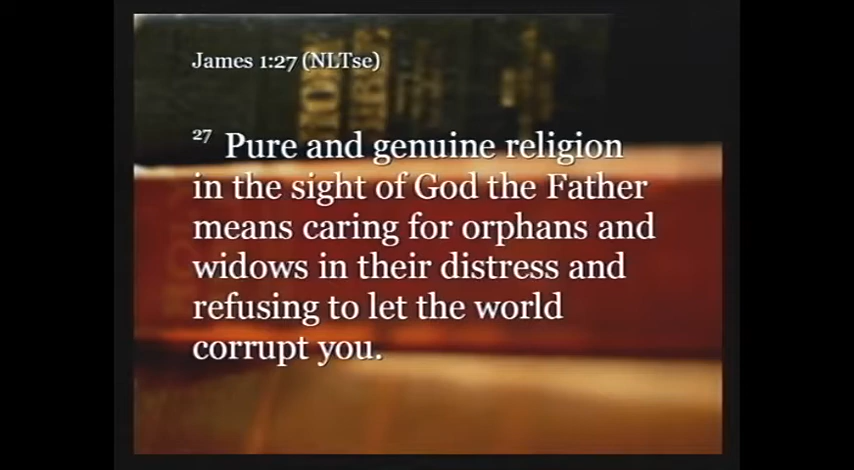 James 1:27 (NLTse)
27 Pure and genuine religion
in the sight of God the Father
means caring for orphans and
widows in their distress and
refusing to let the world
corrupt you.